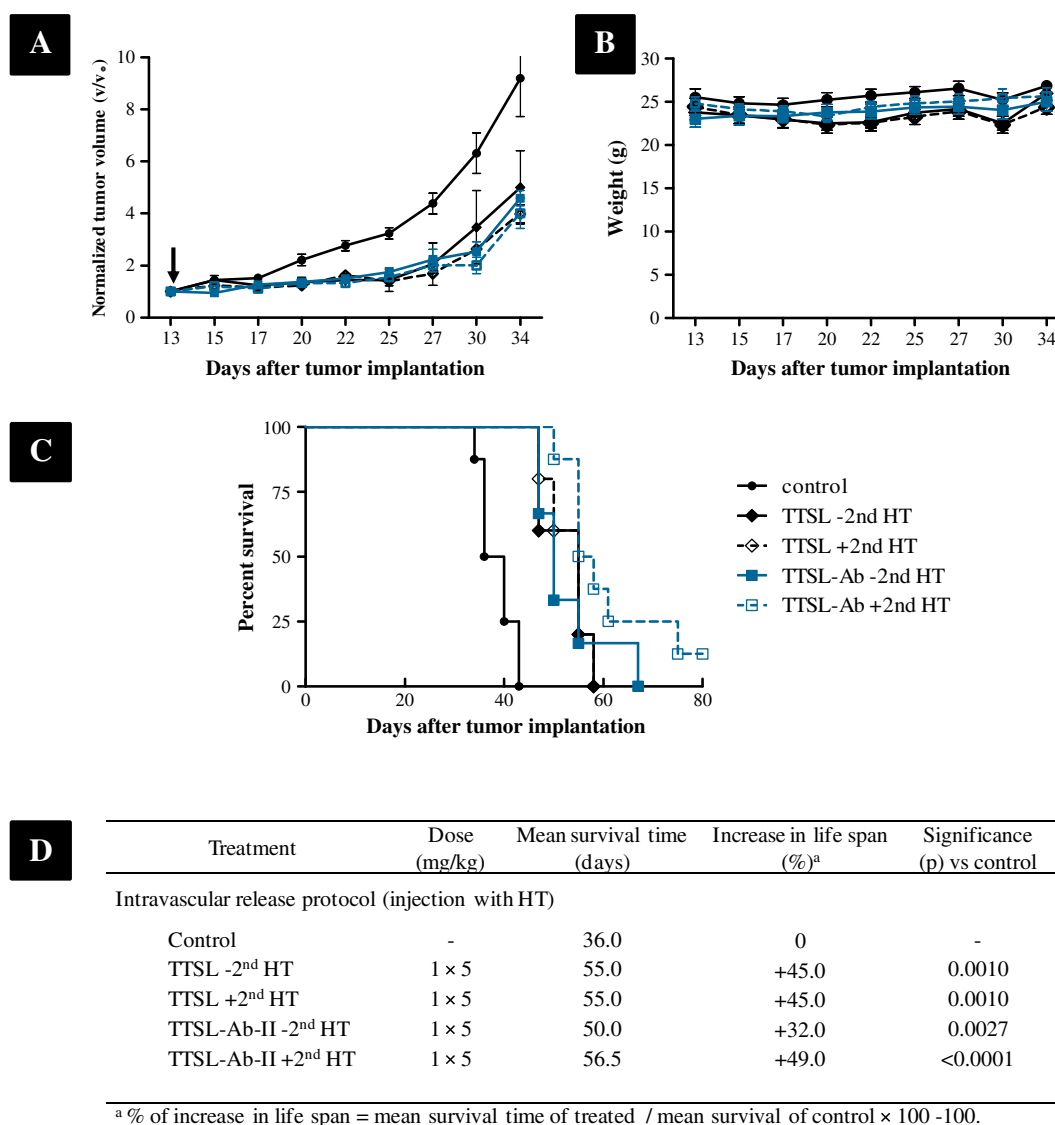 A
B
Normalized tumor volume (v/vₒ)
10
8
6
4
2
0
13 15 17 20 22 25 27 30 34
Days after tumor implantation
Weight (g)
30
25
20
15
10
5
0
13 15 17 20 22 25 27 30 34
Days after tumor implantation
C
Percent survival
100
75
50
25
0
0 20 40 60 80
Days after tumor implantation
control
TTSL -2nd HT
TTSL +2nd HT
TTSL-Ab -2nd HT
TTSL-Ab +2nd HT
D
Treatment Dose (mg/kg) Mean survival time (days) Increase in life span (%)ᵃ Significance (p) vs control
Intravascular release protocol (injection with HT)
Control - 36.0 0 -
TTSL -2ⁿᵈ HT 1 × 5 55.0 +45.0 0.0010
TTSL +2ⁿᵈ HT 1 × 5 55.0 +45.0 0.0010
TTSL-Ab-II -2ⁿᵈ HT 1 × 5 50.0 +32.0 0.0027
TTSL-Ab-II +2ⁿᵈ HT 1 × 5 56.5 +49.0 <0.0001
ᵃ % of increase in life span = mean survival time of treated / mean survival of control × 100 -100.